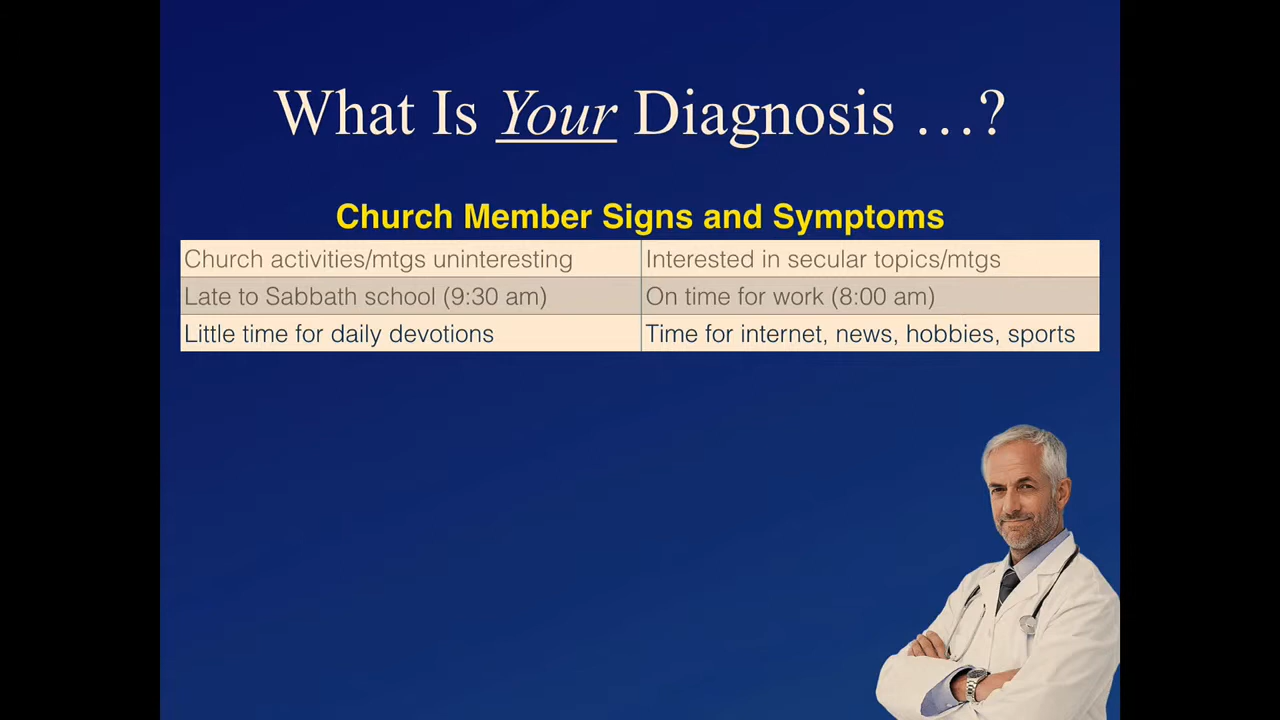 What Is Your Diagnosis …?
Church Member Signs and Symptoms
Church activities/mtgs uninteresting Interested in secular topics/mtgs
Late to Sabbath school (9:30 am) On time for work (8:00 am)
Little time for daily devotions Time for internet, news, hobbies, sports